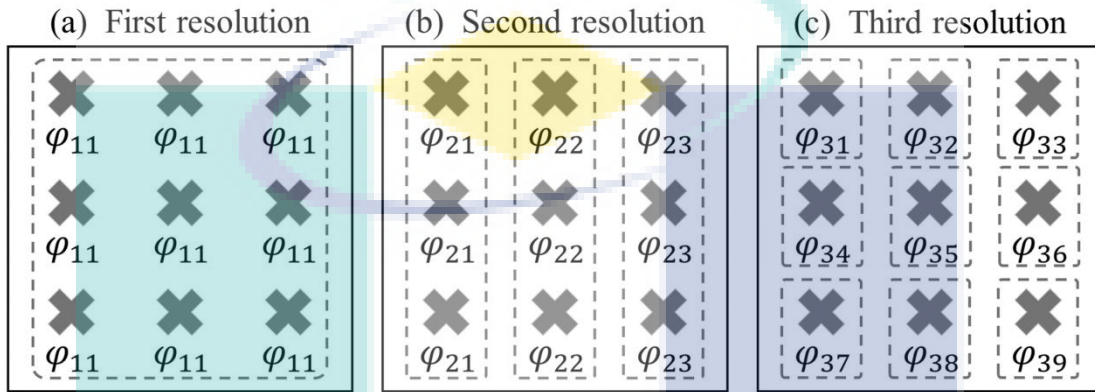 (a) First resolution (b) Second resolution (c) Third resolution
φ11 φ11 φ11 φ21 φ22 φ23 φ31 φ32 φ33
φ11 φ11 φ11 φ21 φ22 φ23 φ34 φ35 φ36
φ11 φ11 φ11 φ21 φ22 φ23 φ37 φ38 φ39